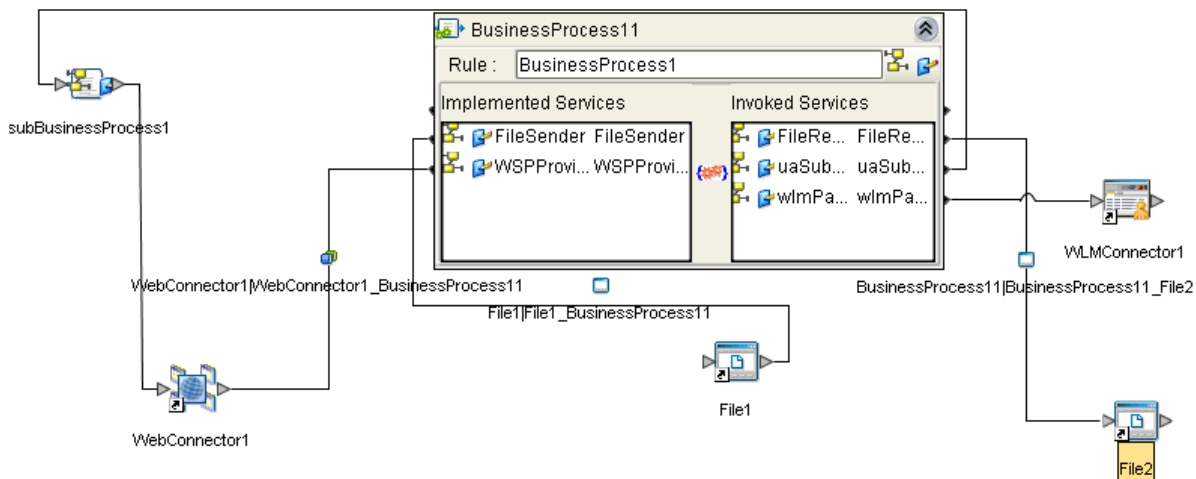 BusinessProcess11
Rule : BusinessProcess1
Implemented Services Invoked Services
FileSender FileSender FileRe... FileRe...
WSPProvi... WSPProvi... uaSub... uaSub...
wlmPa... wlmPa...
subBusinessProcess1
WLMConnector1
WebConnector1|WebConnector1_BusinessProcess11
BusinessProcess11|BusinessProcess11_File2
File1|File1_BusinessProcess11
File1
WebConnector1
File2